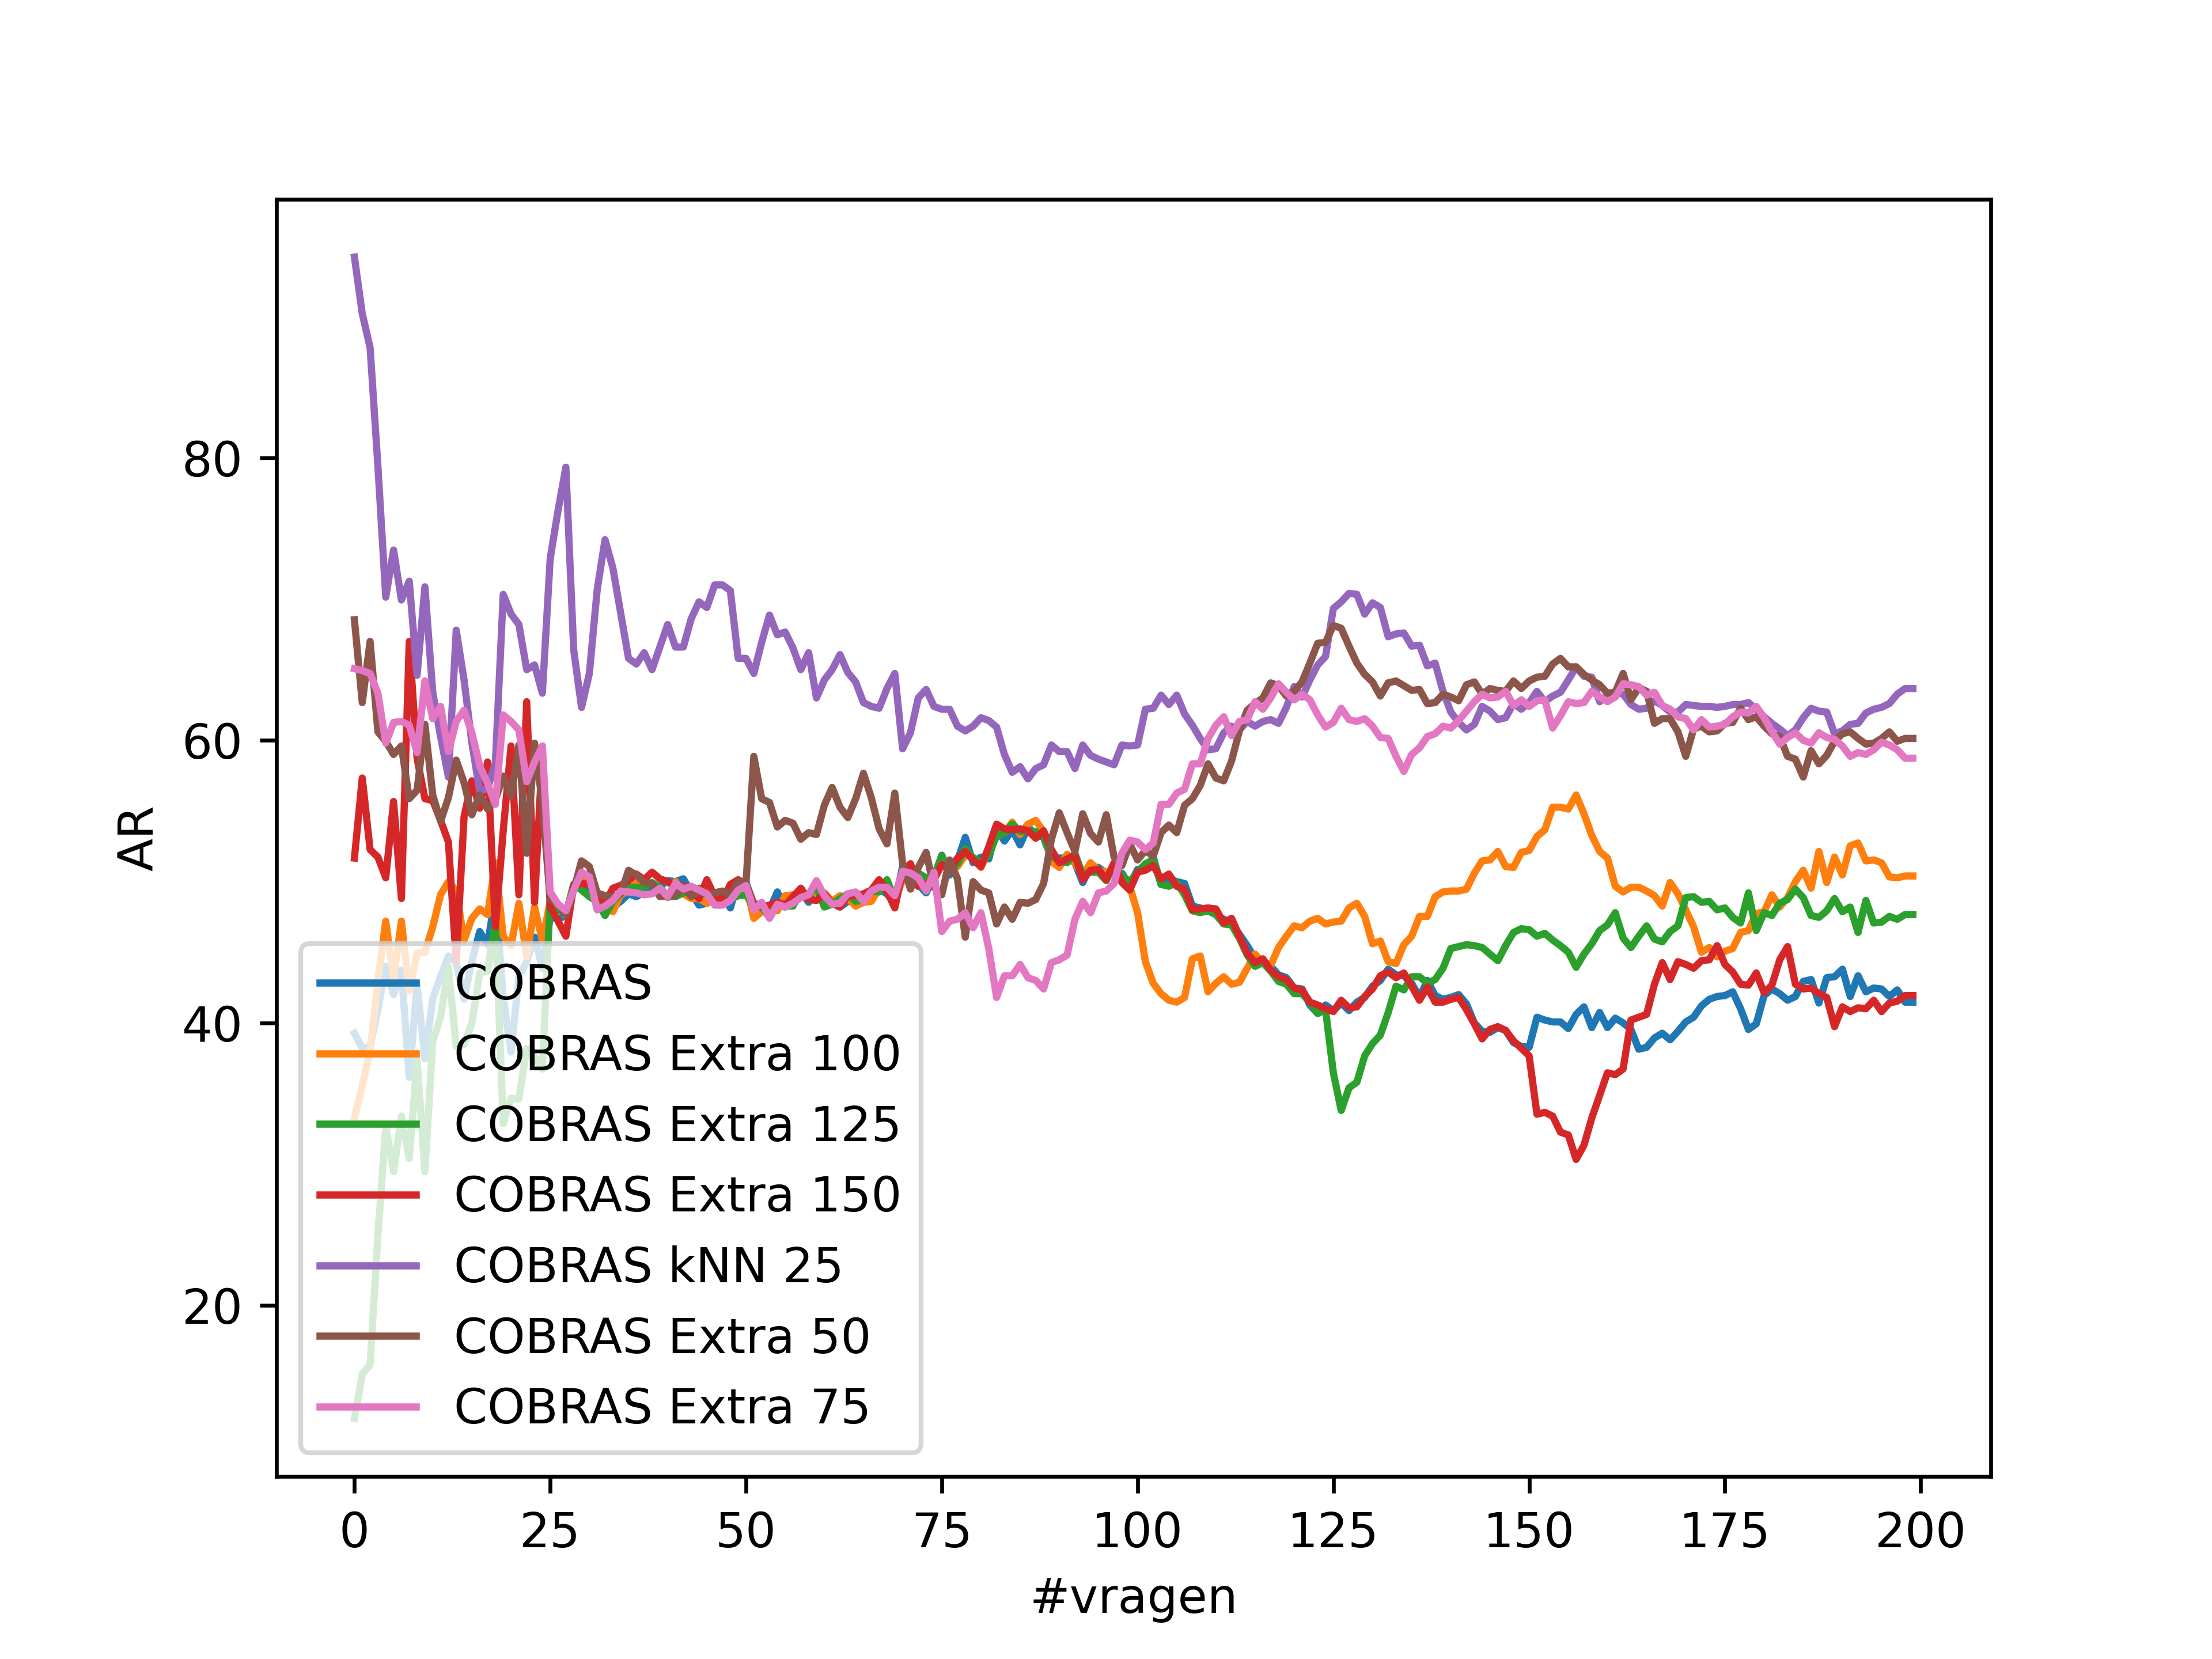 AR
80
60
40
20
COBRAS
COBRAS Extra 100
COBRAS Extra 125
COBRAS Extra 150
COBRAS kNN 25
COBRAS Extra 50
COBRAS Extra 75
0 25 50 75 100 125 150 175 200
#vragen